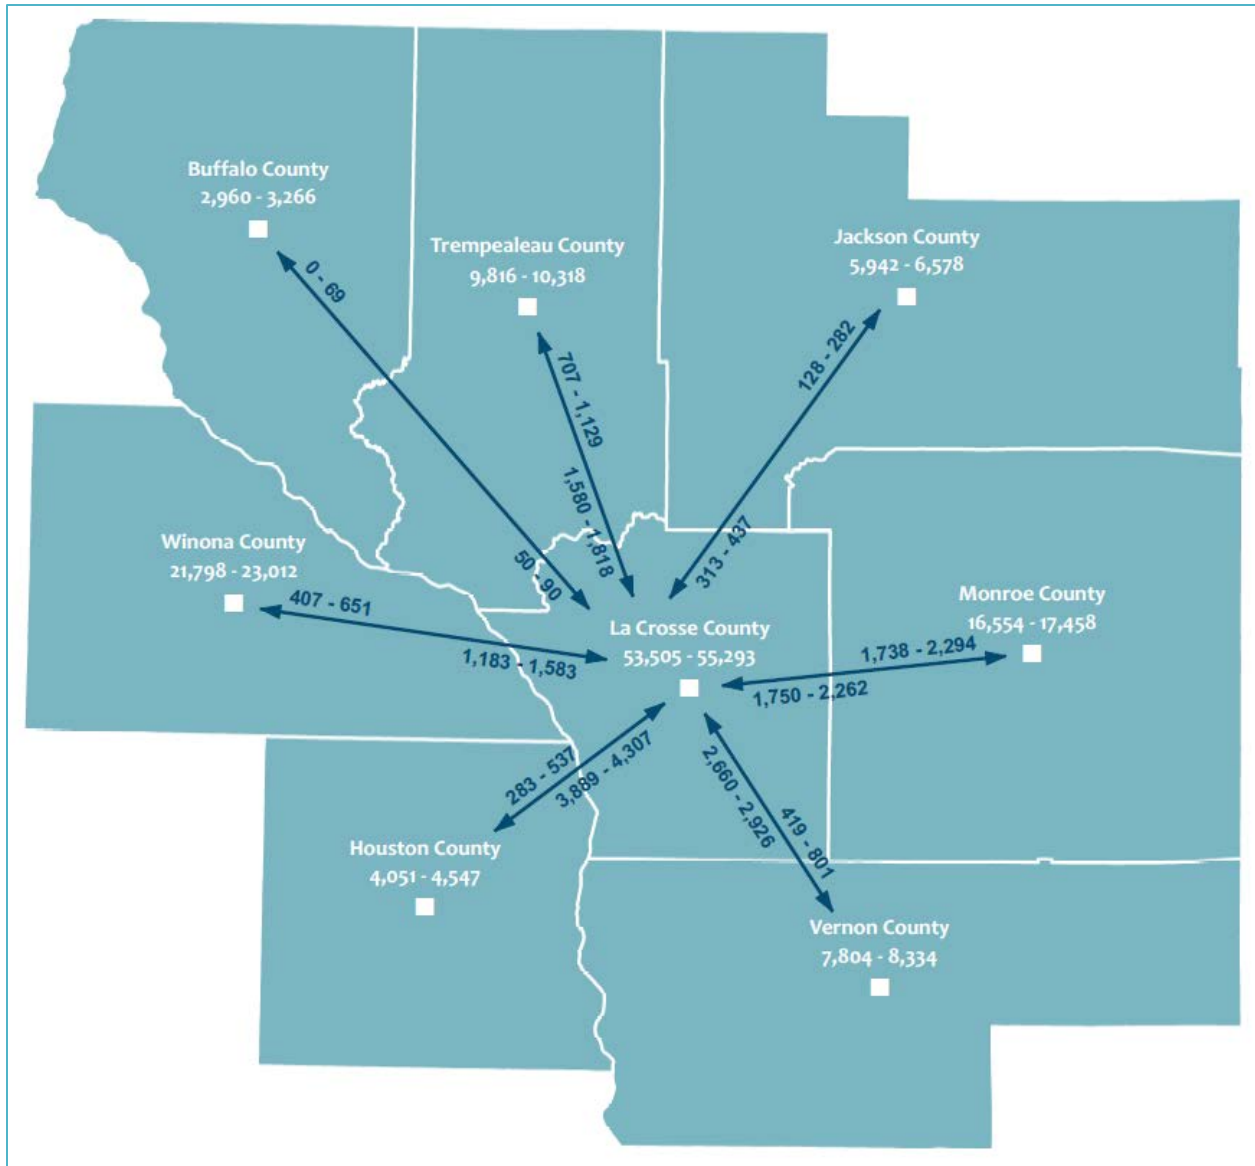 Buffalo County
2,960 - 3,266
Trempealeau County
9,816 - 10,318
Jackson County
5,942 - 6,578
0 - 69
128 - 282
707 - 1,129
1,580 - 1,818
50 - 90
313 - 437
Winona County
21,798 - 23,012
407 - 651
1,183 - 1,583
La Crosse County
53,505 - 55,293
Monroe County
16,554 - 17,458
1,738 - 2,294
1,750 - 2,262
283 - 537
3,889 - 4,307
2,660 - 2,926
419 - 801
Houston County
4,051 - 4,547
Vernon County
7,804 - 8,334